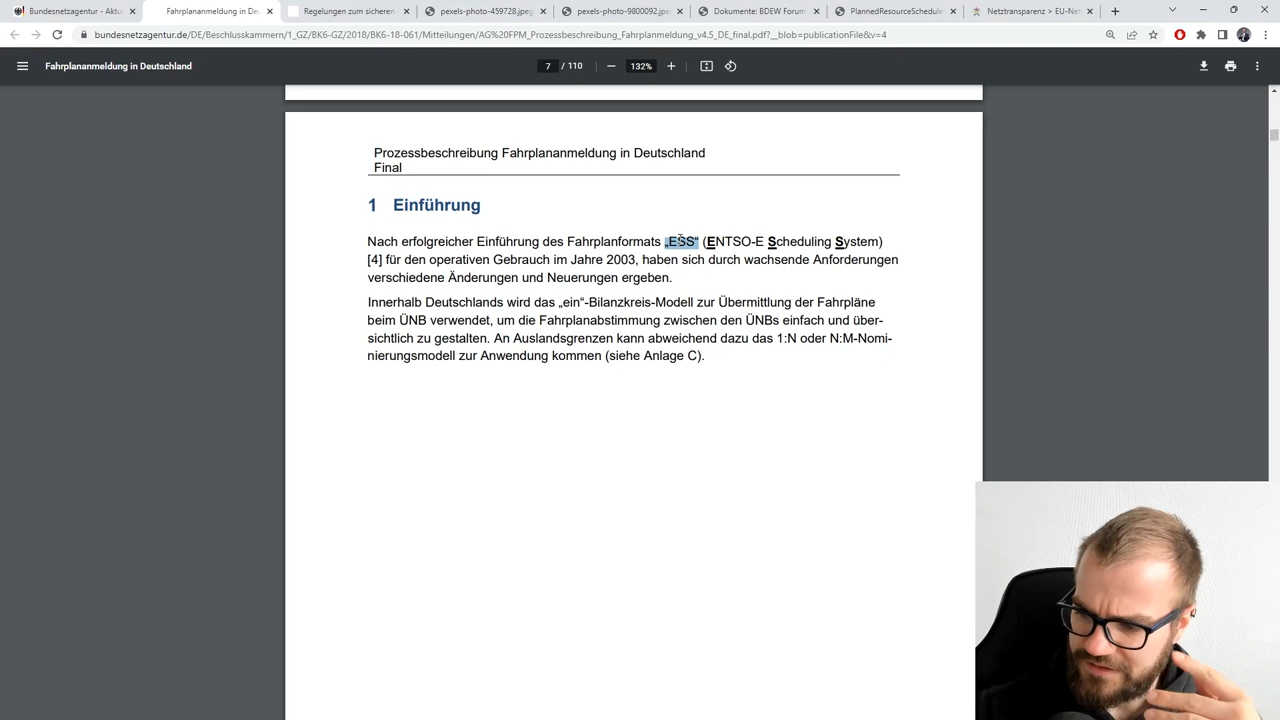 Bundesnetzagentur - Aktu
Fahrplananmeldung in Des
Regelungen zum sicheren
pexels-photo-459728.jpeg
pexels-photo-9800092.jpe
Dokumente: BDEW Forum
PlannedResourceSchedule
Netztransparenz > EU-Net
bundesnetzagentur.de/DE/Beschlusskammern/1_GZ/BK6-GZ/2018/BK6-18-061/Mitteilungen/AG%20FPM_Prozessbeschreibung_Fahrplanmeldung_v4.5_DE_final.pdf?__blob=publicationFile&v=4
Fahrplananmeldung in Deutschland
7 / 110
132%
Prozessbeschreibung Fahrplananmeldung in Deutschland
Final
1 Einführung
Nach erfolgreicher Einführung des Fahrplanformats „ESS“ (ENTSO-E Scheduling System)
[4] für den operativen Gebrauch im Jahre 2003, haben sich durch wachsende Anforderungen
verschiedene Änderungen und Neuerungen ergeben.
Innerhalb Deutschlands wird das „ein“-Bilanzkreis-Modell zur Übermittlung der Fahrpläne
beim ÜNB verwendet, um die Fahrplanabstimmung zwischen den ÜNBs einfach und über-
sichtlich zu gestalten. An Auslandsgrenzen kann abweichend dazu das 1:N oder N:M-Nomi-
nierungsmodell zur Anwendung kommen (siehe Anlage C).